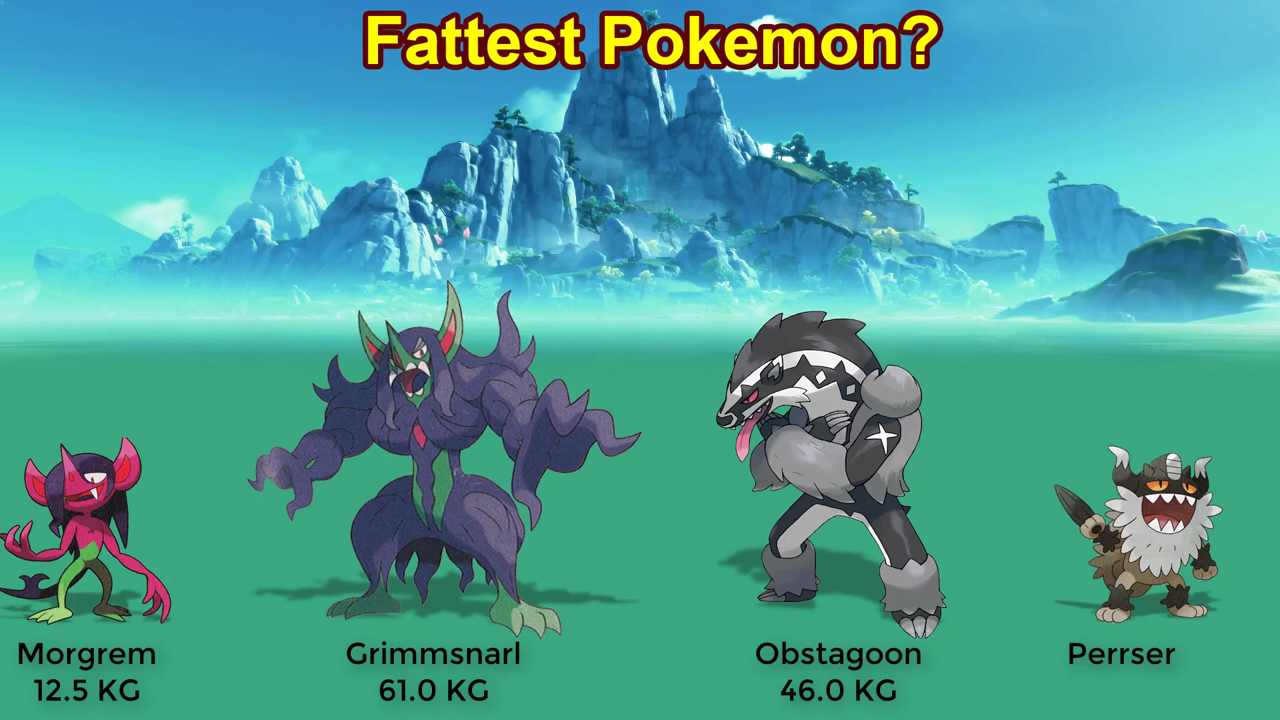 Fattest Pokemon?
Morgrem
12.5 KG
Grimmsnarl
61.0 KG
Obstagoon
46.0 KG
Perrser